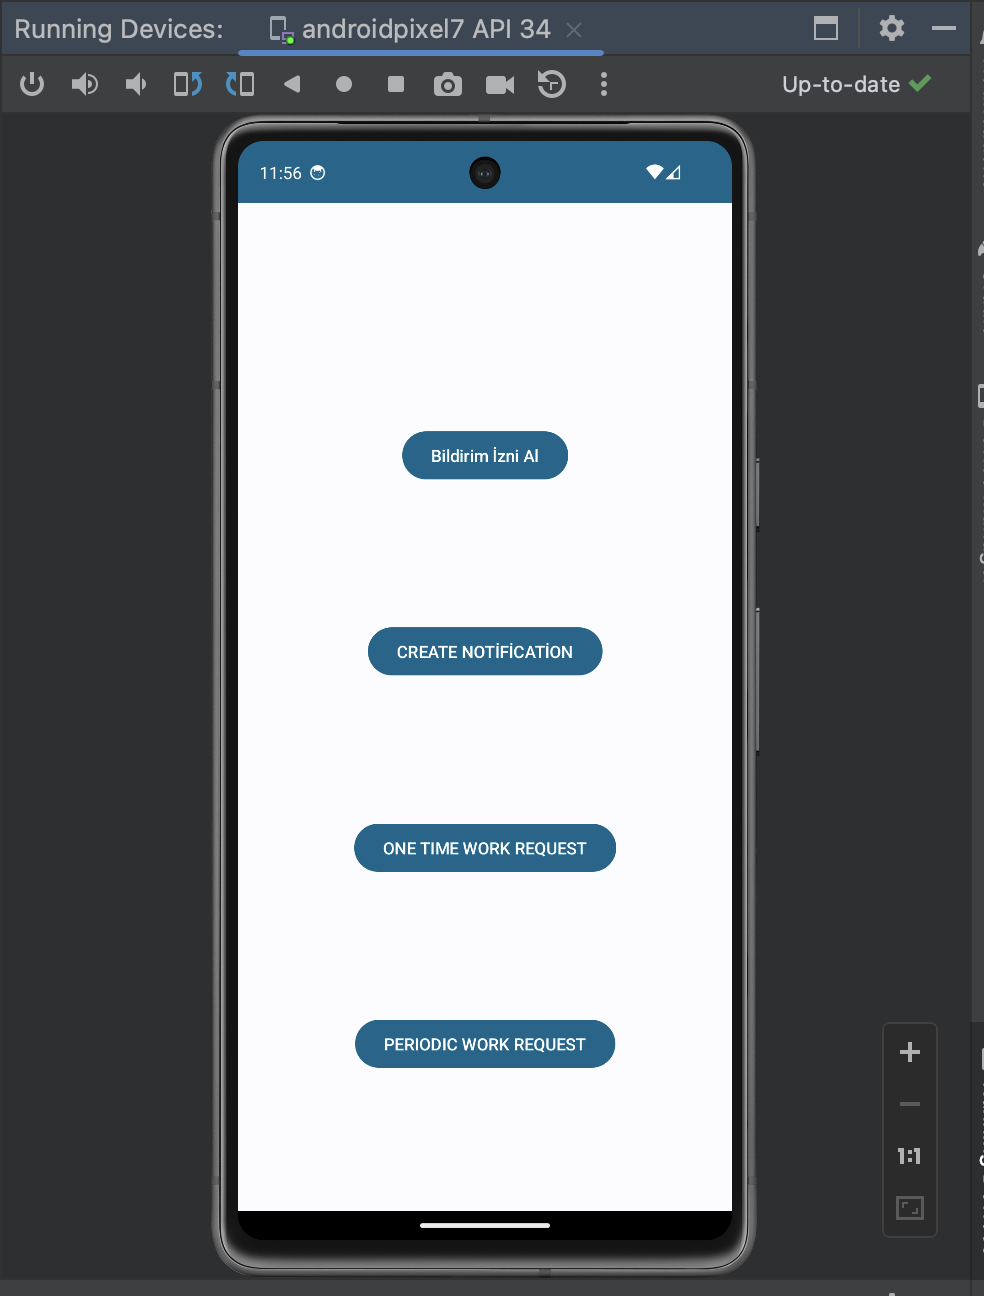 Running Devices: androidpixel7 API 34
Up-to-date
11:56
Bildirim İzni Al
CREATE NOTİFİCATİON
ONE TIME WORK REQUEST
PERIODIC WORK REQUEST
1:1